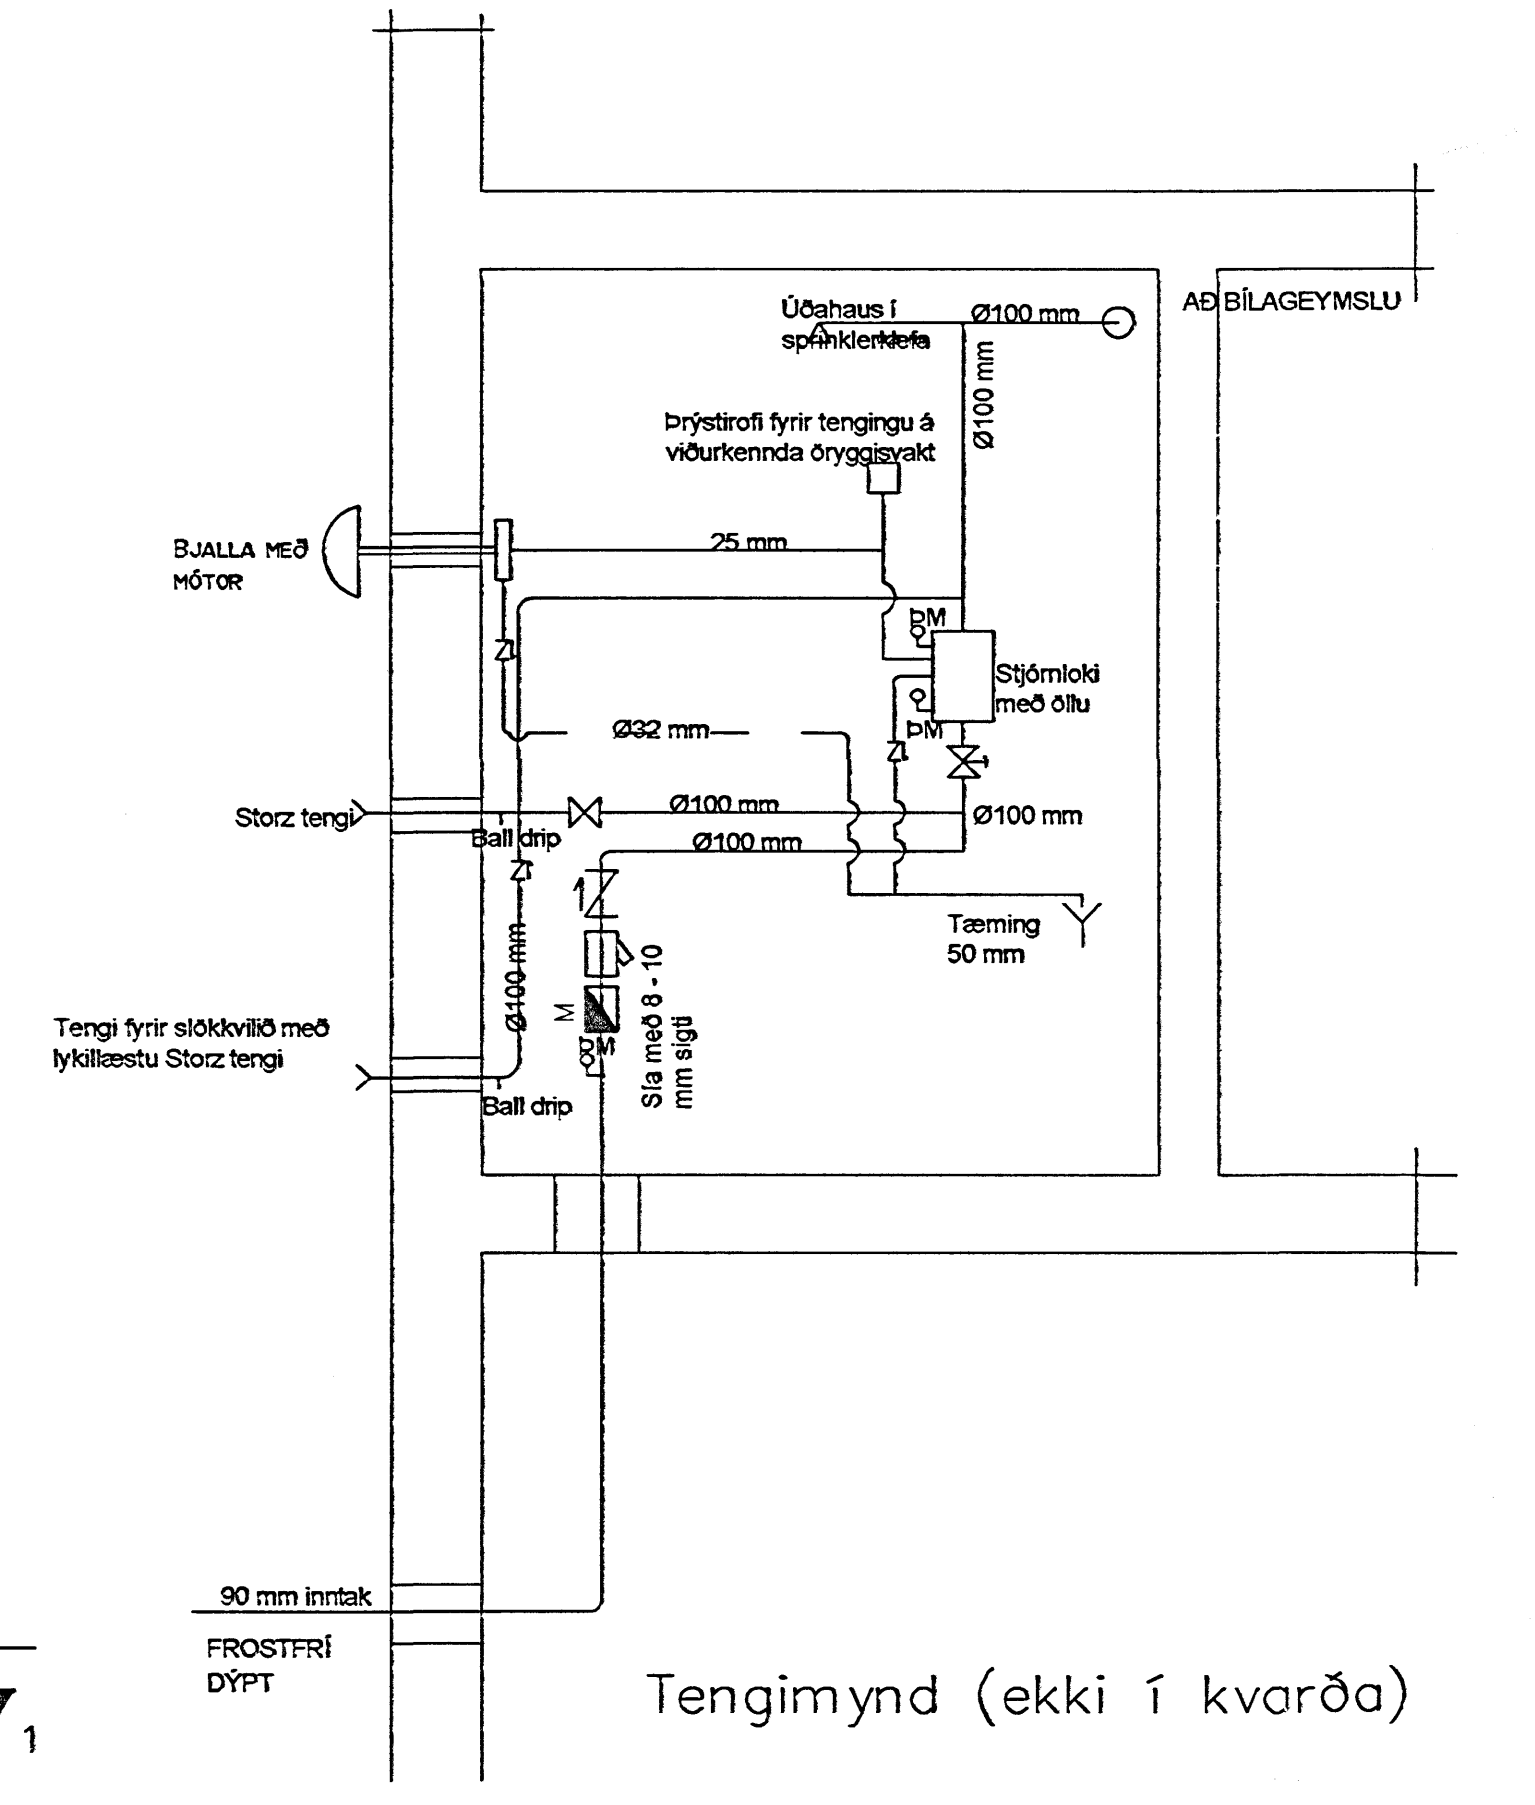 AÐ BÍLAGEYMSLU
Úðahaus í
sprinklerklefa
Ø100 mm
Ø100 mm
Þrýstirofi fyrir tengingu á
viðurkennda öryggisvakt
BJALLA MEÐ
MÓTOR
25 mm
ÞM
Stjórnloki
með öllu
ÞM
Ø32 mm
Storz tengi
Ball drip
Ø100 mm
Ø100 mm
Ø100 mm
Tæming
50 mm
Ø100 mm
M
ÞM
Sía með 8 - 10
mm sigti
Tengi fyrir slökkvilið með
lykillæstu Storz tengi
Ball drip
90 mm inntak
FROSTFRÍ
DÝPT
Tengimynd (ekki í kvarða)
1